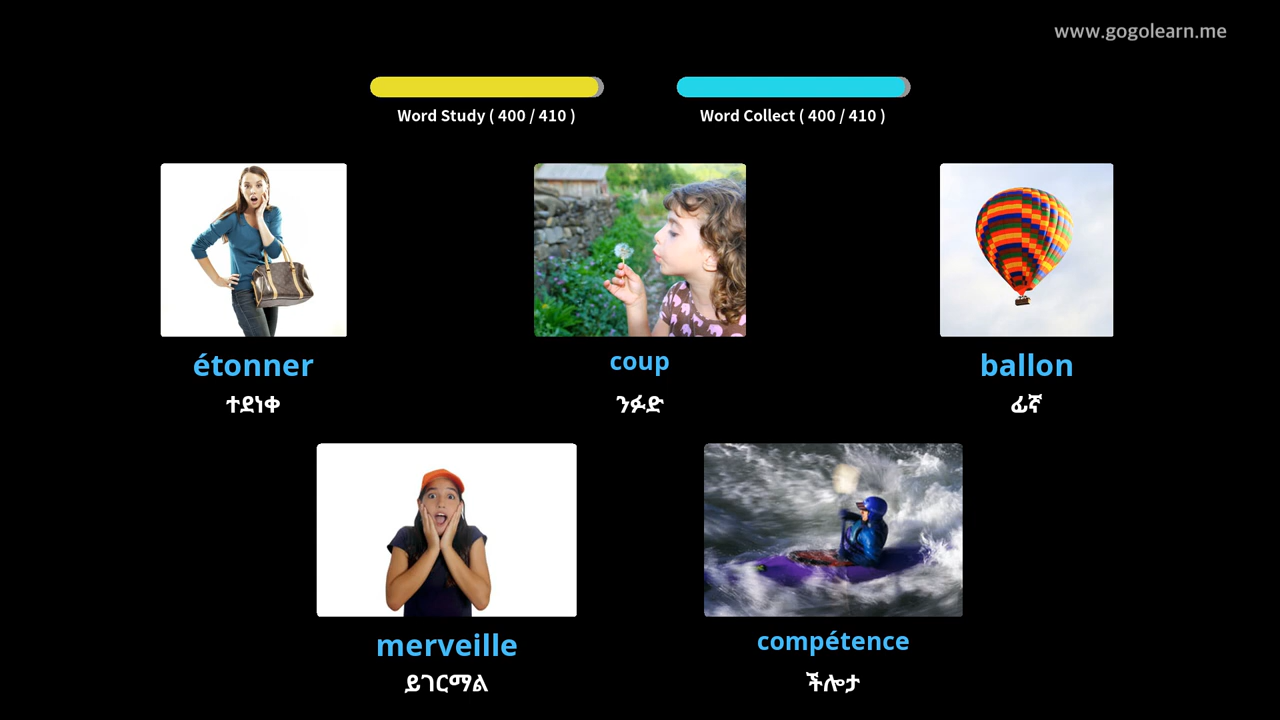 www.gogolearn.me
Word Study ( 400 / 410 )
Word Collect ( 400 / 410 )
étonner
coup
ballon
ተደነቀ
ንፉድ
ፊኛ
merveille
compétence
ይገርማል
ችሎታ